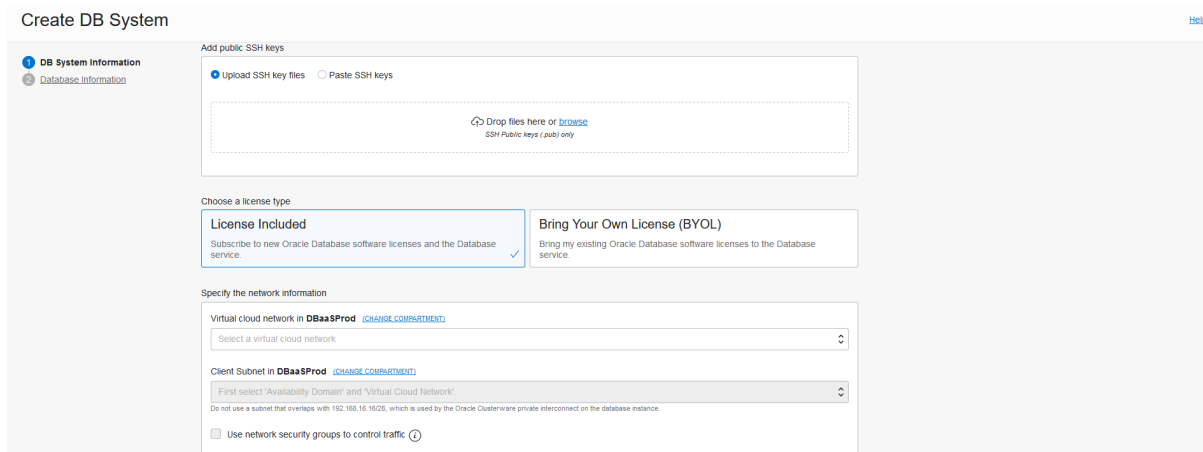 Create DB System
Help
1 DB System Information
2 Database Information
Add public SSH keys
Upload SSH key files Paste SSH keys
Drop files here or browse
SSH Public keys (.pub) only
Choose a license type
License Included
Subscribe to new Oracle Database software licenses and the Database
service.
Bring Your Own License (BYOL)
Bring my existing Oracle Database software licenses to the Database
service.
Specify the network information
Virtual cloud network in DBaaSProd (CHANGE COMPARTMENT)
Select a virtual cloud network
Client Subnet in DBaaSProd (CHANGE COMPARTMENT)
First select 'Availability Domain' and 'Virtual Cloud Network'.
Do not use a subnet that overlaps with 192.168.16.16/28, which is used by the Oracle Clusterware private interconnect on the database instance.
Use network security groups to control traffic i